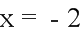 x = - 2